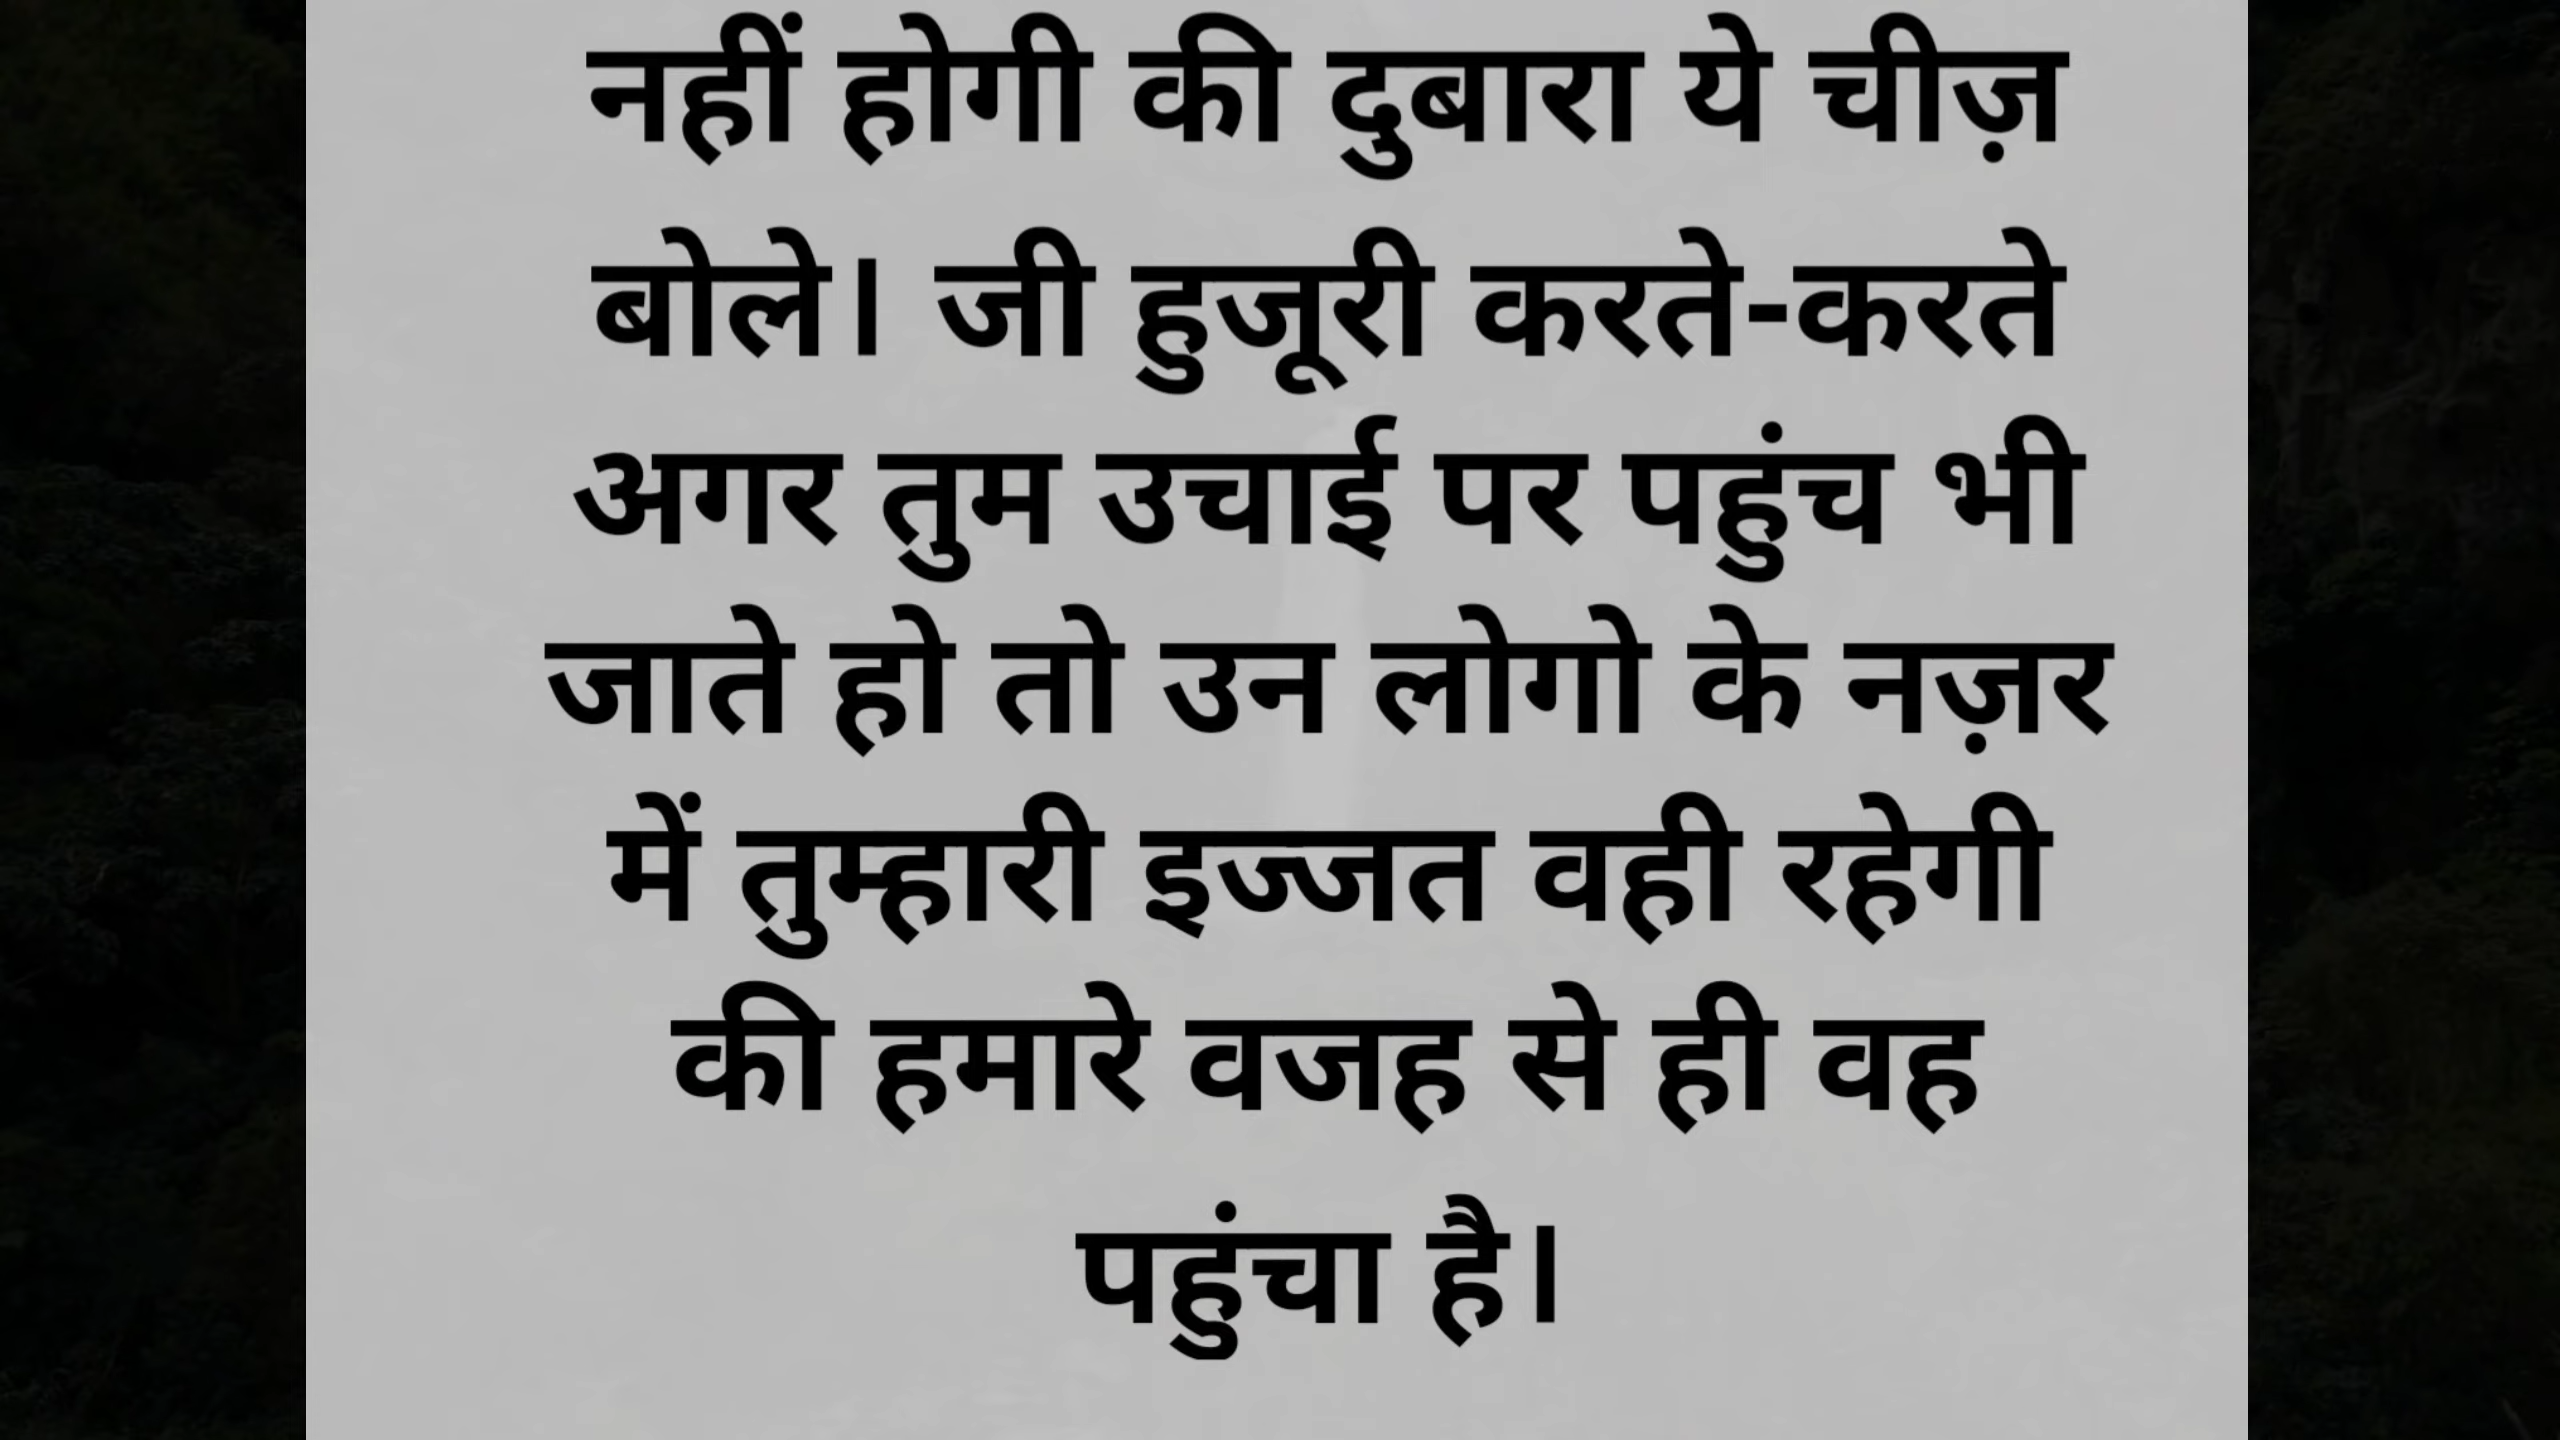 नहीं होगी की दुबारा ये चीज़
बोले। जी हुजूरी करते-करते
अगर तुम उचाई पर पहुंच भी
जाते हो तो उन लोगो के नज़र
में तुम्हारी इज्जत वही रहेगी
की हमारे वजह से ही वह
पहुंचा है।